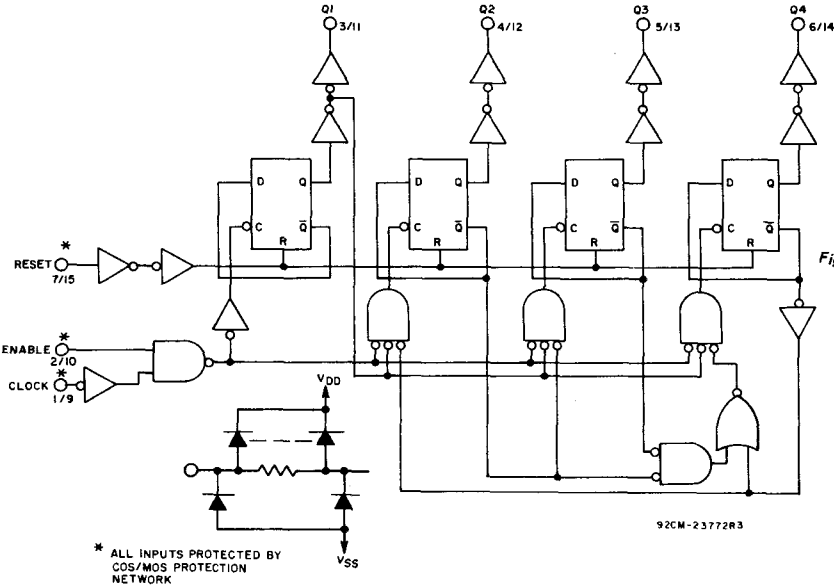 Q1
3/11
Q2
4/12
Q3
5/13
Q4
6/14
D Q
C Q̅
R
D Q
C Q̅
R
D Q
C Q̅
R
D Q
C Q̅
R
*
RESET
7/15
*
ENABLE
2/10
*
CLOCK
1/9
VDD
VSS
92CM-23772R3
* ALL INPUTS PROTECTED BY
COS/MOS PROTECTION
NETWORK